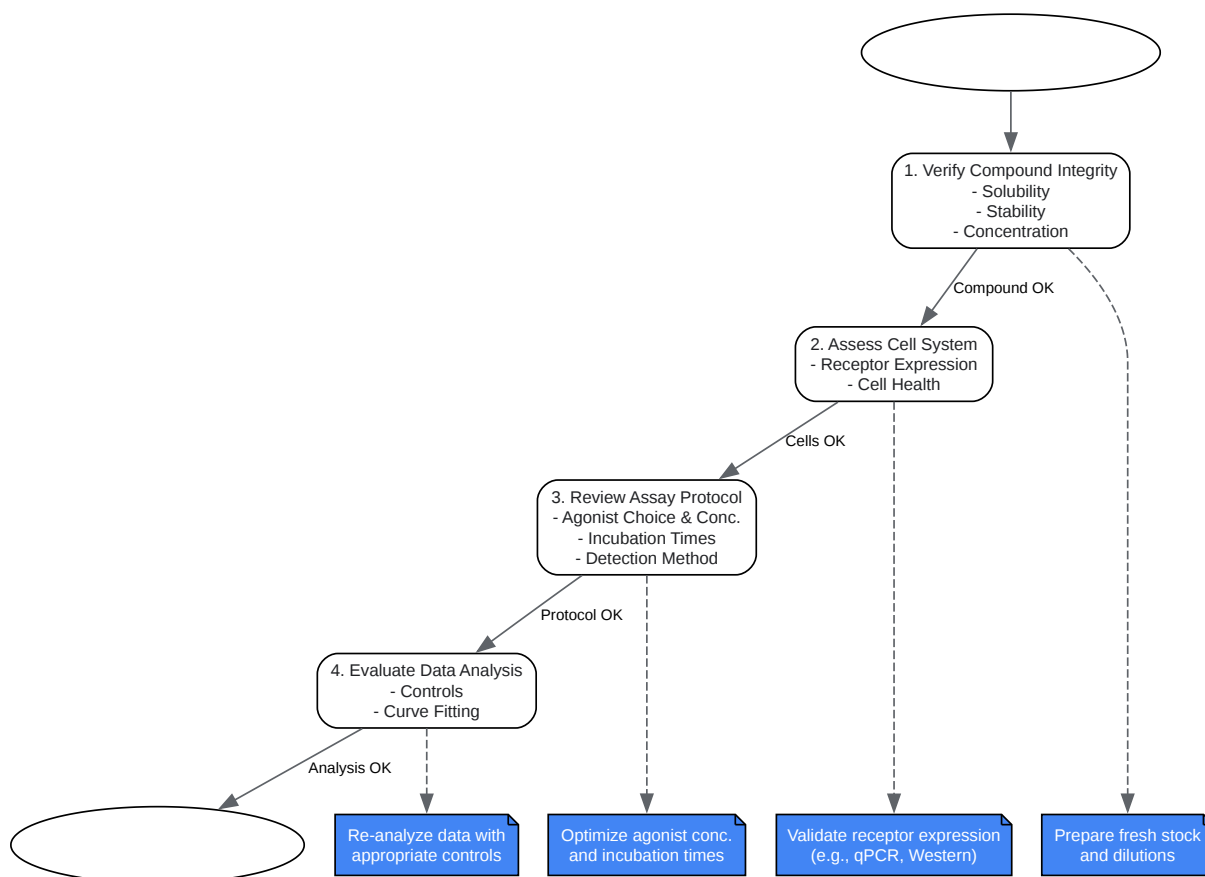 1. Verify Compound Integrity
- Solubility
- Stability
- Concentration
Compound OK
2. Assess Cell System
- Receptor Expression
- Cell Health
Cells OK
3. Review Assay Protocol
- Agonist Choice & Conc.
- Incubation Times
- Detection Method
Protocol OK
4. Evaluate Data Analysis
- Controls
- Curve Fitting
Analysis OK
Re-analyze data with
appropriate controls
Optimize agonist conc.
and incubation times
Validate receptor expression
(e.g., qPCR, Western)
Prepare fresh stock
and dilutions